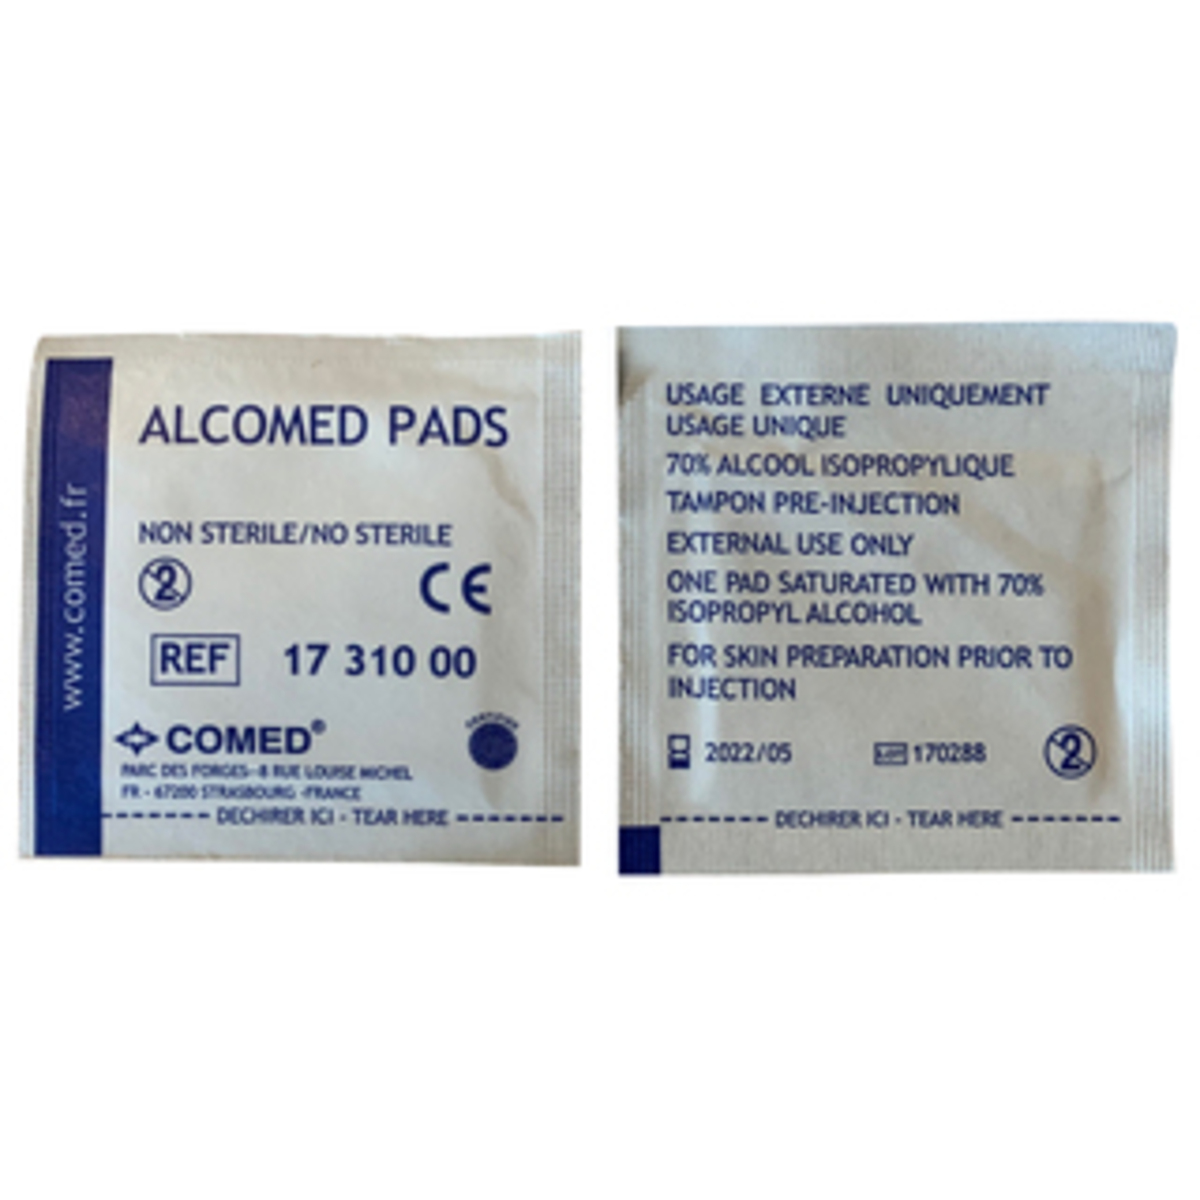 www.comed.fr
ALCOMED PADS
NON STERILE/NO STERILE
2
CE
REF 17 310 00
COMED®
PARC DES FORGES-8 RUE LOUISE MICHEL
FR - 67200 STRASBOURG -FRANCE
DECHIRER ICI - TEAR HERE
USAGE EXTERNE UNIQUEMENT
USAGE UNIQUE
70% ALCOOL ISOPROPYLIQUE
TAMPON PRE-INJECTION
EXTERNAL USE ONLY
ONE PAD SATURATED WITH 70%
ISOPROPYL ALCOHOL
FOR SKIN PREPARATION PRIOR TO
INJECTION
2022/05 LOT 170288 2
DECHIRER ICI - TEAR HERE